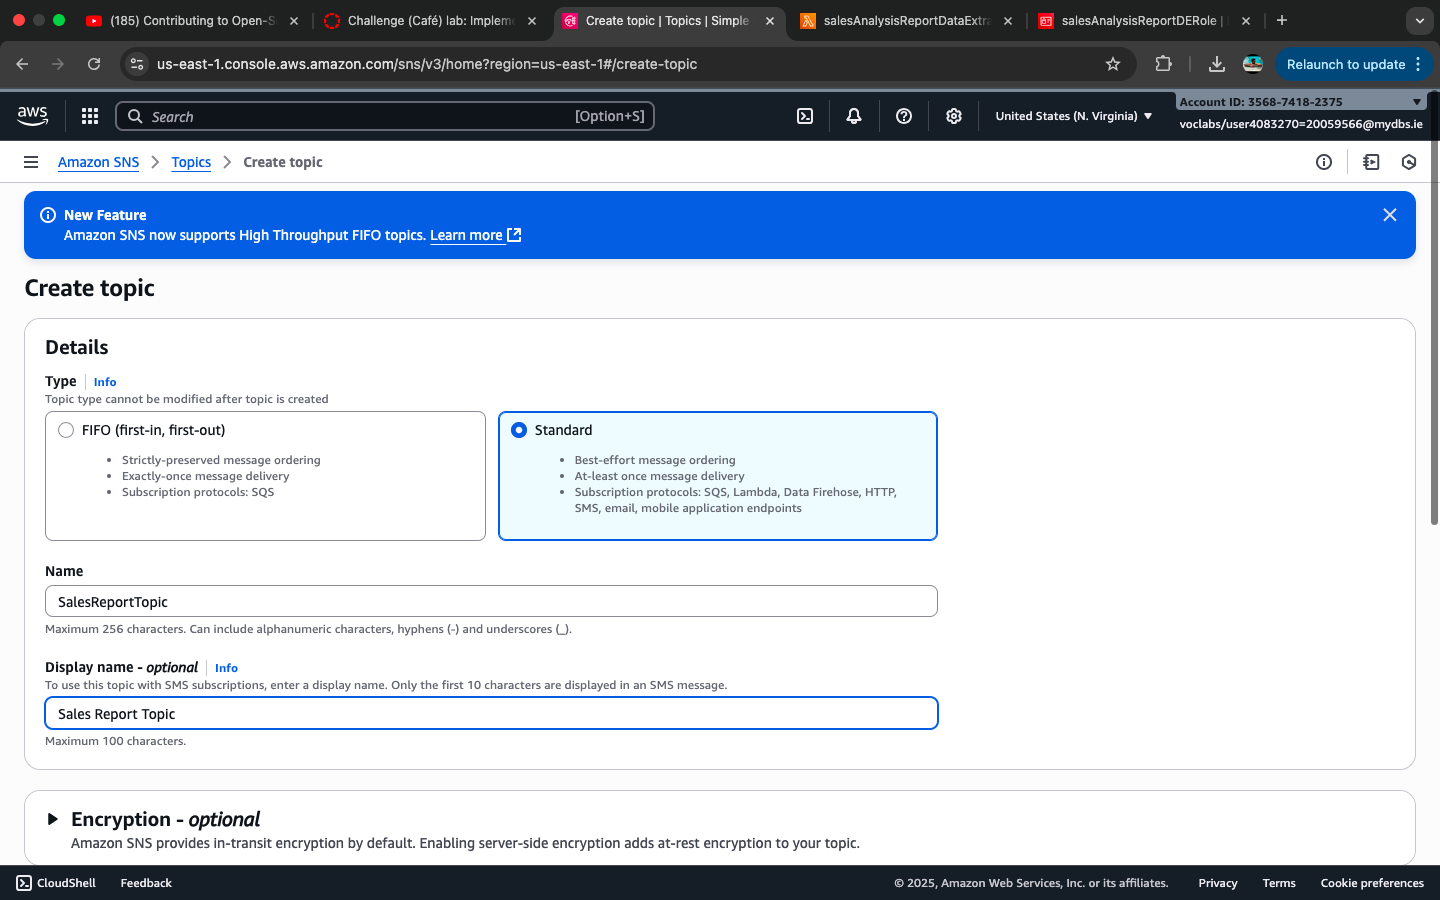 (185) Contributing to Open-S
Challenge (Café) lab: Implem
Create topic | Topics | Simple
salesAnalysisReportDataExtra
salesAnalysisReportDERole |
us-east-1.console.aws.amazon.com/sns/v3/home?region=us-east-1#/create-topic
Relaunch to update
aws
Search
[Option+S]
United States (N. Virginia)
Account ID: 3568-7418-2375
voclabs/user4083270=20059566@mydbs.ie
Amazon SNS
Topics
Create topic
New Feature
Amazon SNS now supports High Throughput FIFO topics. Learn more
Create topic
Details
Type
Info
Topic type cannot be modified after topic is created
FIFO (first-in, first-out)
• Strictly-preserved message ordering
• Exactly-once message delivery
• Subscription protocols: SQS
Standard
• Best-effort message ordering
• At-least once message delivery
• Subscription protocols: SQS, Lambda, Data Firehose, HTTP,
SMS, email, mobile application endpoints
Name
SalesReportTopic
Maximum 256 characters. Can include alphanumeric characters, hyphens (-) and underscores (_).
Display name - optional
Info
To use this topic with SMS subscriptions, enter a display name. Only the first 10 characters are displayed in an SMS message.
Sales Report Topic
Maximum 100 characters.
Encryption - optional
Amazon SNS provides in-transit encryption by default. Enabling server-side encryption adds at-rest encryption to your topic.
CloudShell
Feedback
© 2025, Amazon Web Services, Inc. or its affiliates.
Privacy
Terms
Cookie preferences